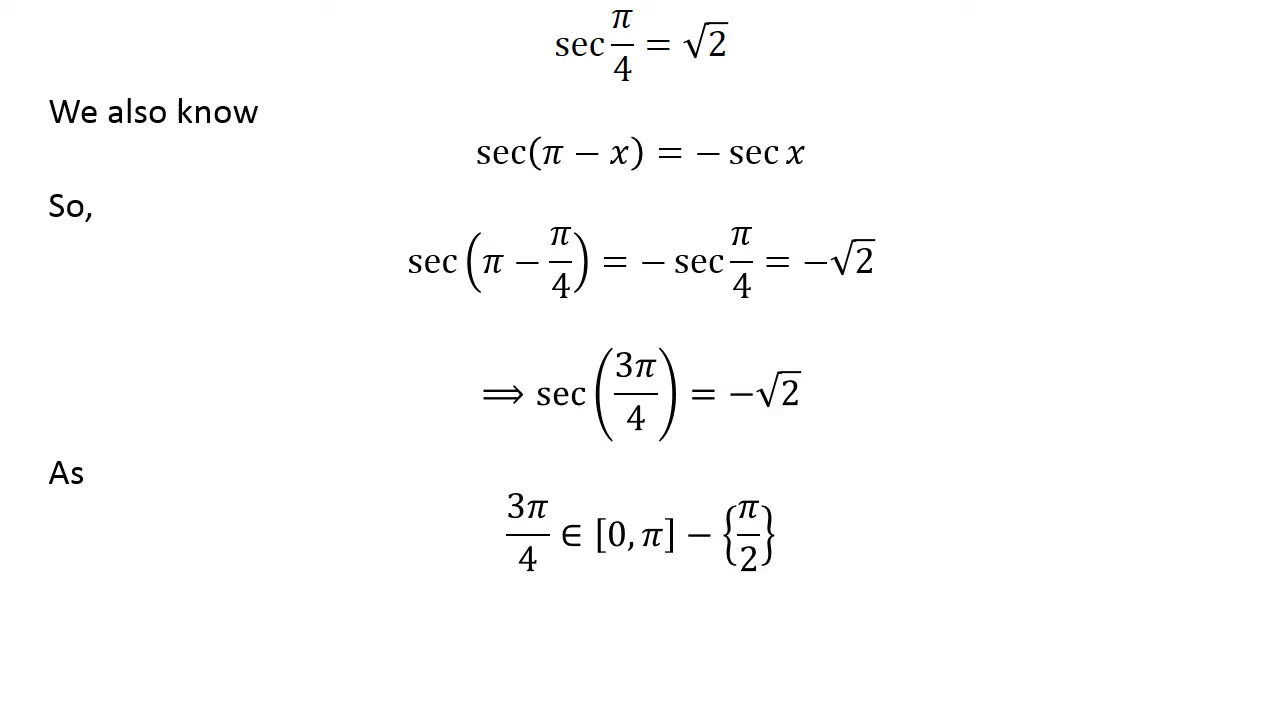 sec π/4 = √2
We also know
sec(π − x) = − sec x
So,
sec (π − π/4) = − sec π/4 = −√2
⟹ sec (3π/4) = −√2
As
3π/4 ∈ [0, π] − {π/2}